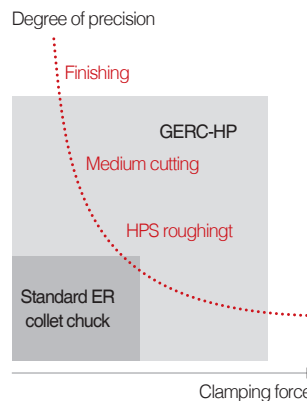 Degree of precision
Finishing
GERC-HP
Medium cutting
HPS roughingt
Standard ER
collet chuck
Clamping force